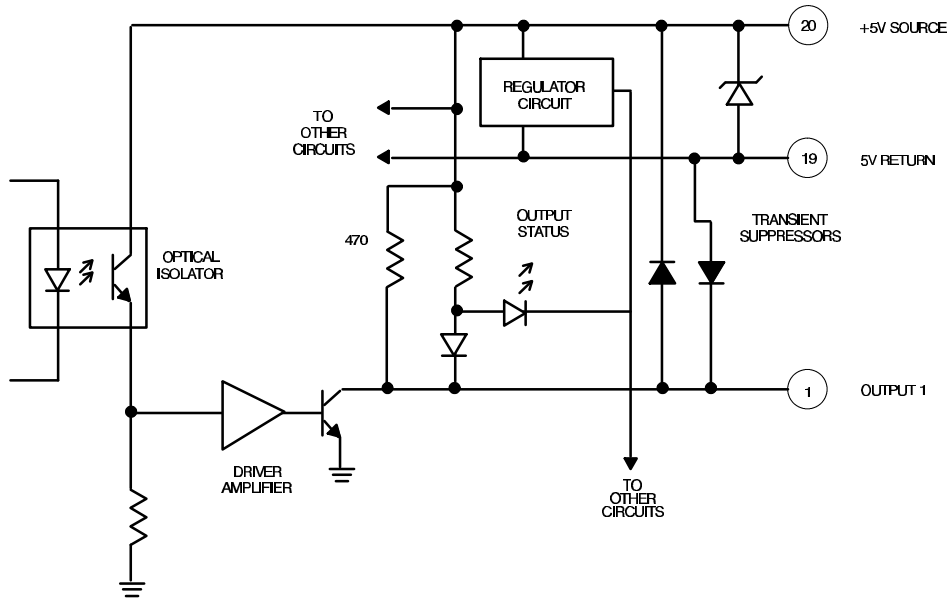 20
+5V SOURCE
REGULATOR
CIRCUIT
TO
OTHER
CIRCUITS
19
5V RETURN
OUTPUT
STATUS
TRANSIENT
SUPPRESSORS
470
OPTICAL
ISOLATOR
1
OUTPUT 1
DRIVER
AMPLIFIER
TO
OTHER
CIRCUITS